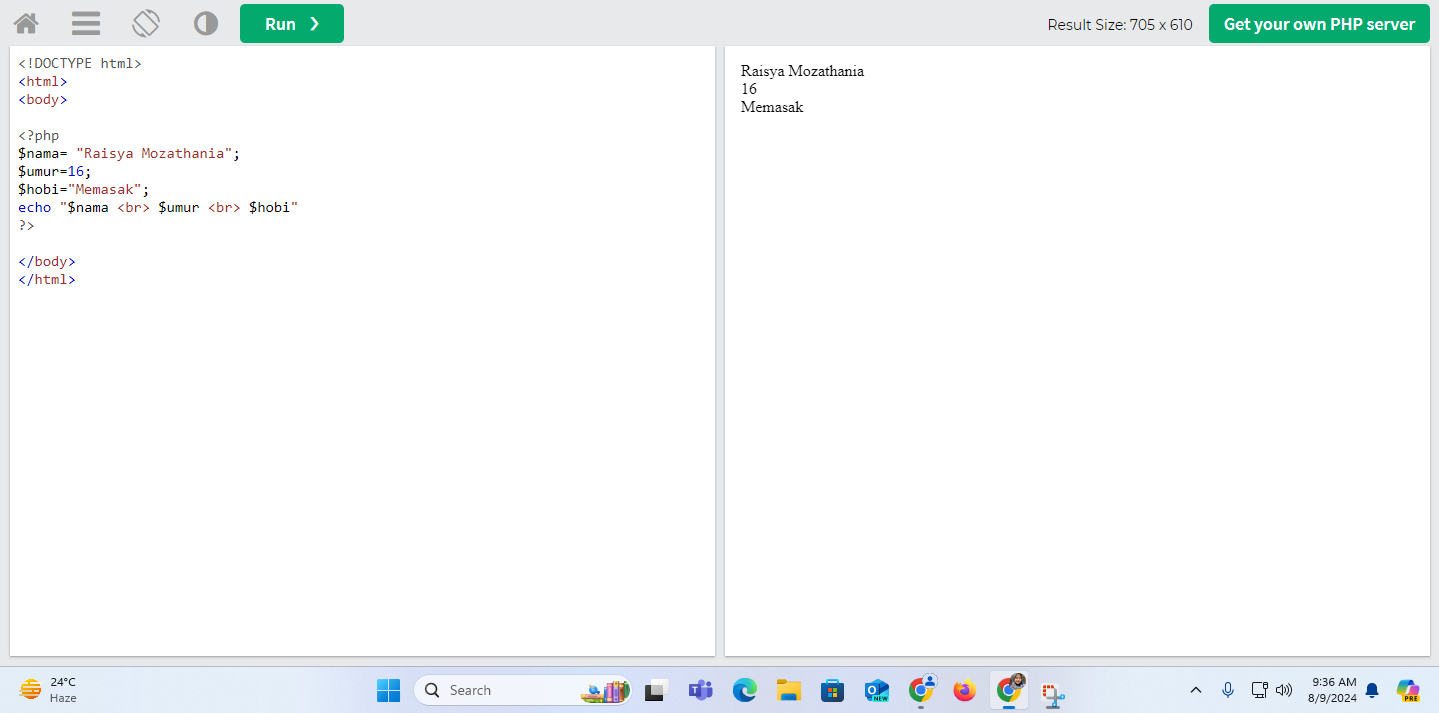 Run ❯
Result Size: 705 x 610
Get your own PHP server
<!DOCTYPE html>
<html>
<body>
<?php
$nama= "Raisya Mozathania";
$umur=16;
$hobi="Memasak";
echo "$nama <br> $umur <br> $hobi"
?>
</body>
</html>
Raisya Mozathania
16
Memasak
24°C
Haze
Search
NEW
9:36 AM
8/9/2024
PRE